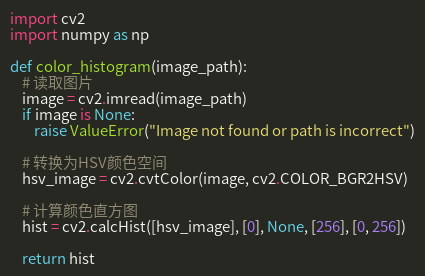 import cv2
import numpy as np
def color_histogram(image_path):
# 读取图片
image = cv2.imread(image_path)
if image is None:
raise ValueError("Image not found or path is incorrect")
# 转换为HSV颜色空间
hsv_image = cv2.cvtColor(image, cv2.COLOR_BGR2HSV)
# 计算颜色直方图
hist = cv2.calcHist([hsv_image], [0], None, [256], [0, 256])
return hist